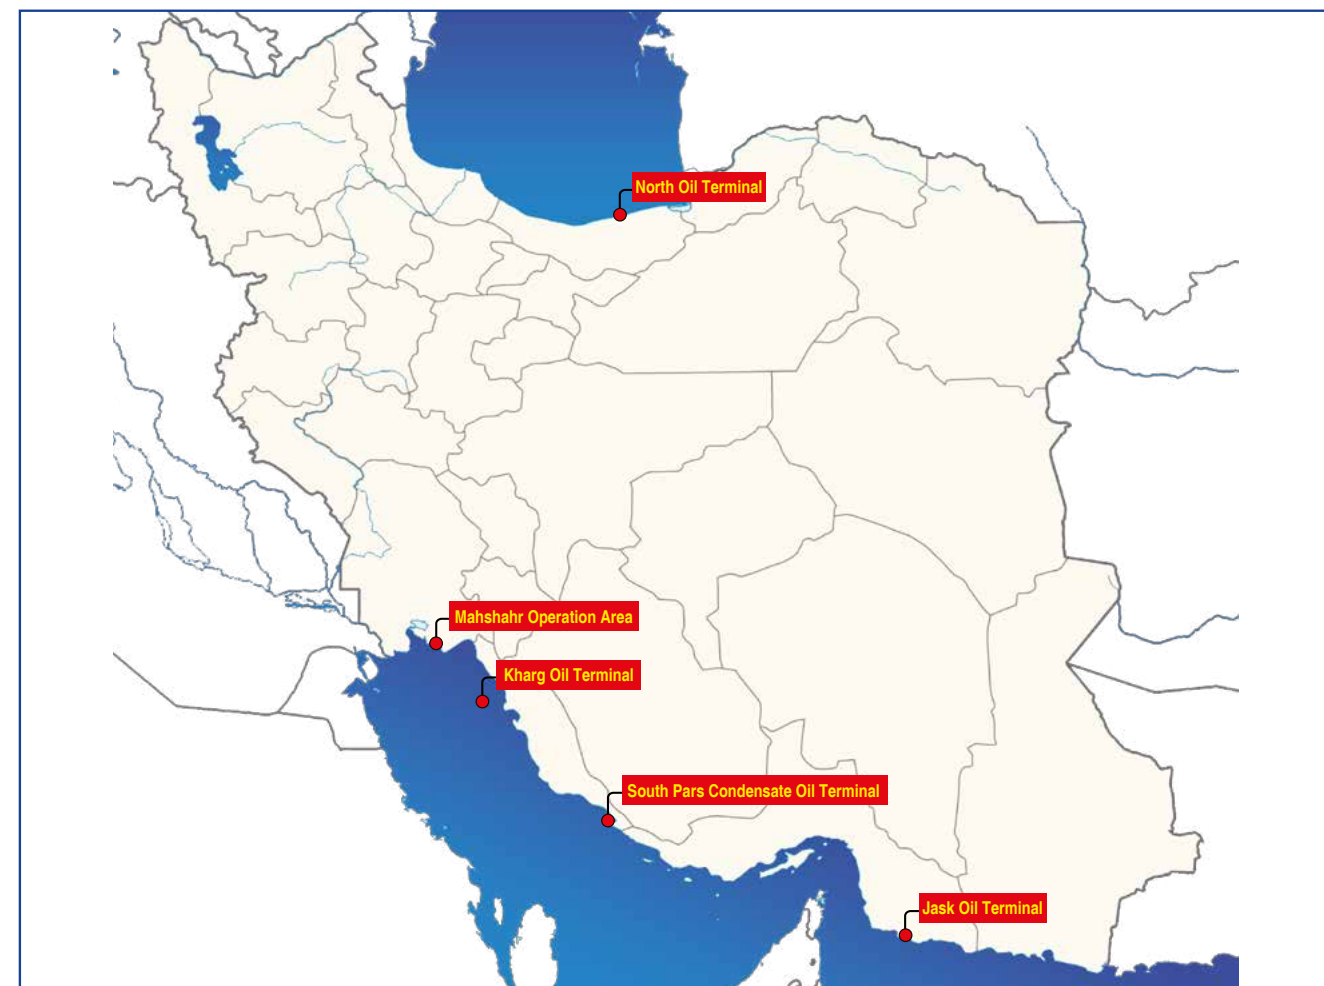 North Oil Terminal
Mahshahr Operation Area
Kharg Oil Terminal
South Pars Condensate Oil Terminal
Jask Oil Terminal